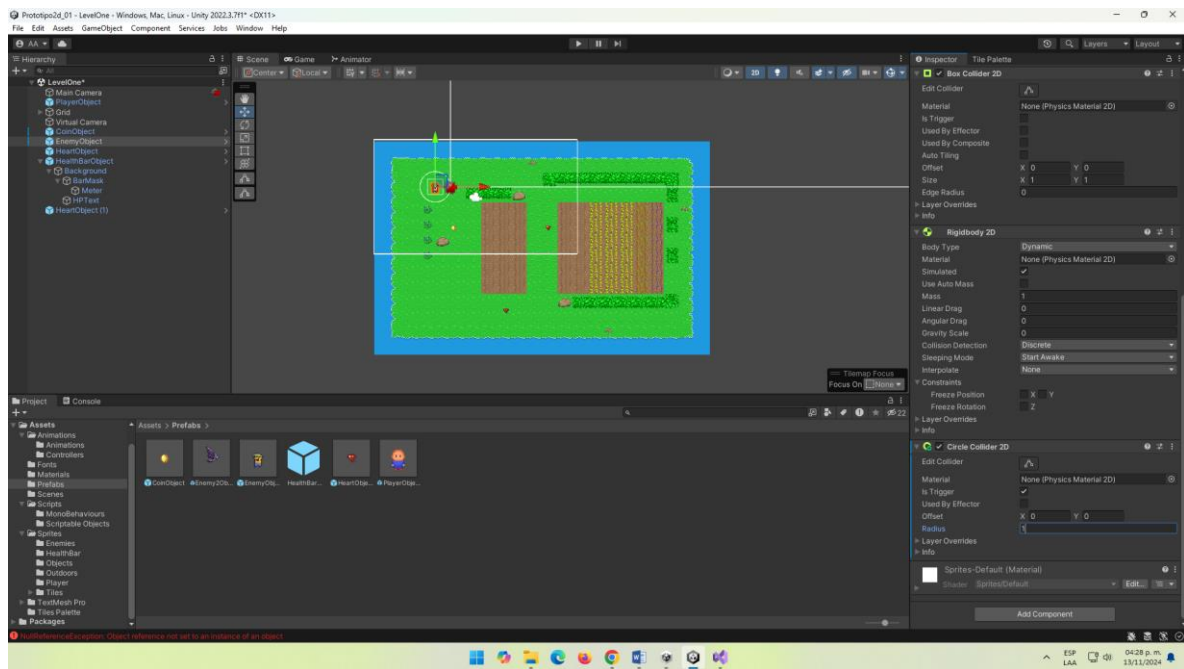 Prototipo2d_01 - LevelOne - Windows, Mac, Linux - Unity 2022.3.7f1* <DX11>
File Edit Assets GameObject Component Services Jobs Window Help
AA
Layers Layout
Hierarchy
All
LevelOne*
Main Camera
PlayerObject
Grid
Virtual Camera
CoinObject
EnemyObject
HeartObject
HealthBarObject
Background
BarMask
Meter
HPText
HeartObject (1)
Scene Game Animator
Center Local
2D
Tilemap Focus
Focus On None
Inspector Tile Palette
Box Collider 2D
Edit Collider
Material None (Physics Material 2D)
Is Trigger
Used By Effector
Used By Composite
Auto Tiling
Offset X 0 Y 0
Size X 1 Y 1
Edge Radius 0
Layer Overrides
Info
Rigidbody 2D
Body Type Dynamic
Material None (Physics Material 2D)
Simulated
Use Auto Mass
Mass 1
Linear Drag 0
Angular Drag 0
Gravity Scale 0
Collision Detection Discrete
Sleeping Mode Start Awake
Interpolate None
Constraints
Freeze Position X Y
Freeze Rotation Z
Layer Overrides
Info
Circle Collider 2D
Edit Collider
Material None (Physics Material 2D)
Is Trigger
Used By Effector
Offset X 0 Y 0
Radius 1
Layer Overrides
Info
Sprites-Default (Material)
Shader Sprites/Default Edit...
Add Component
Project Console
22
Assets
Animations
Animations
Controllers
Fonts
Materials
Prefabs
Scenes
Scripts
MonoBehaviours
Scriptable Objects
Sprites
Enemies
HealthBar
Objects
Outdoors
Player
Tiles
TextMesh Pro
Tiles Palette
Packages
Assets > Prefabs >
CoinObject Enemy2Ob... EnemyObj... HealthBar... HeartObje... PlayerObje...
NullReferenceException: Object reference not set to an instance of an object
ESP
LAA
04:28 p. m.
13/11/2024